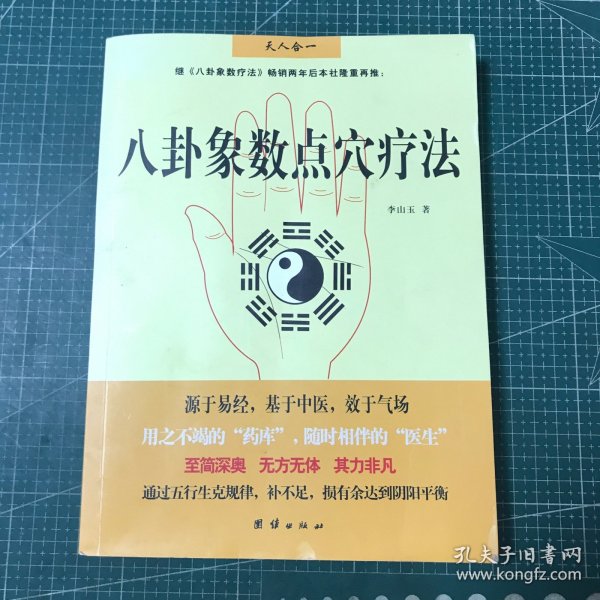 天人合一
继《八卦象数疗法》畅销两年后本社隆重再推：
八卦象数点穴疗法
李山玉 著
源于易经，基于中医，效于气场
用之不竭的“药库”，随时相伴的“医生”
至简深奥 无方无体 其力非凡
通过五行生克规律，补不足，损有余达到阴阳平衡
团结出版社
孔夫子旧书网
www.kongfz.com